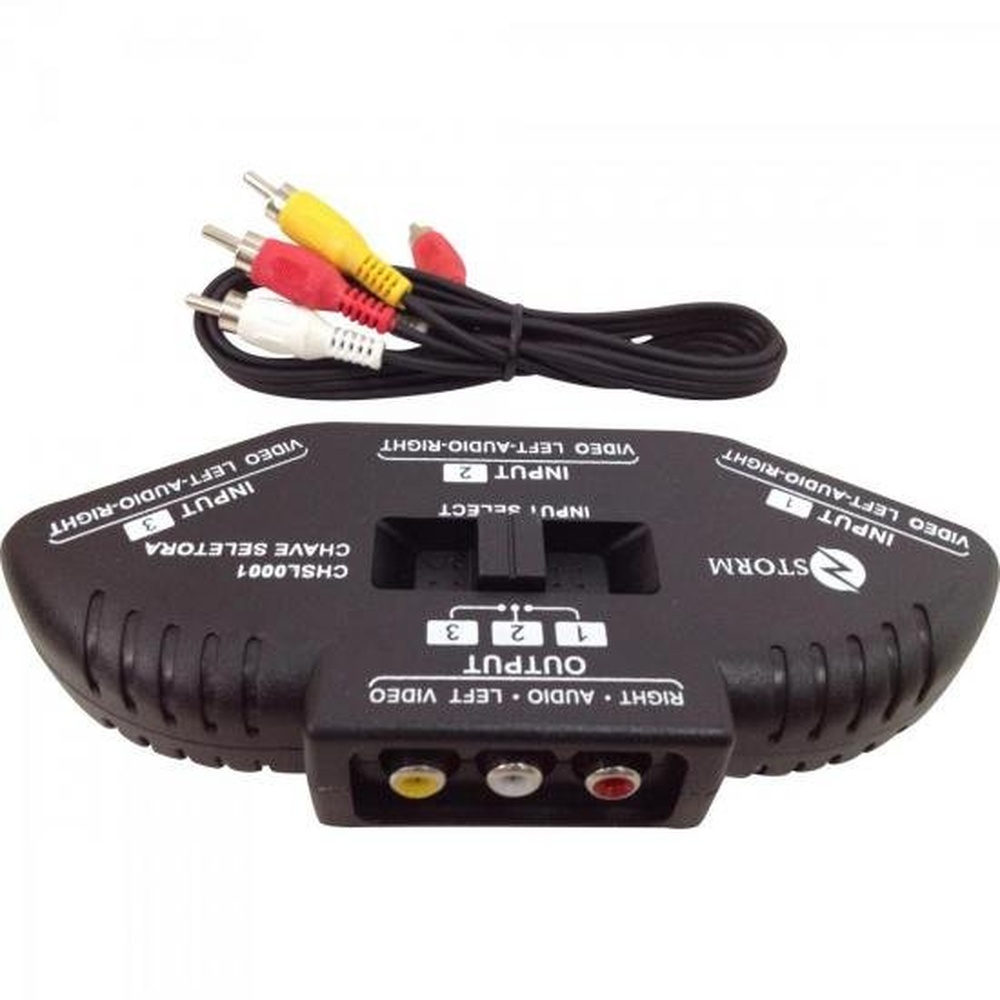 VIDEO LEFT-AUDIO-RIGHT
INPUT 3
VIDEO LEFT-AUDIO-RIGHT
INPUT 2
VIDEO LEFT-AUDIO-RIGHT
INPUT 1
INPUT SELECT
CHSL0001
CHAVE SELETORA
STORM
1 2 3
OUTPUT
RIGHT • AUDIO • LEFT VIDEO